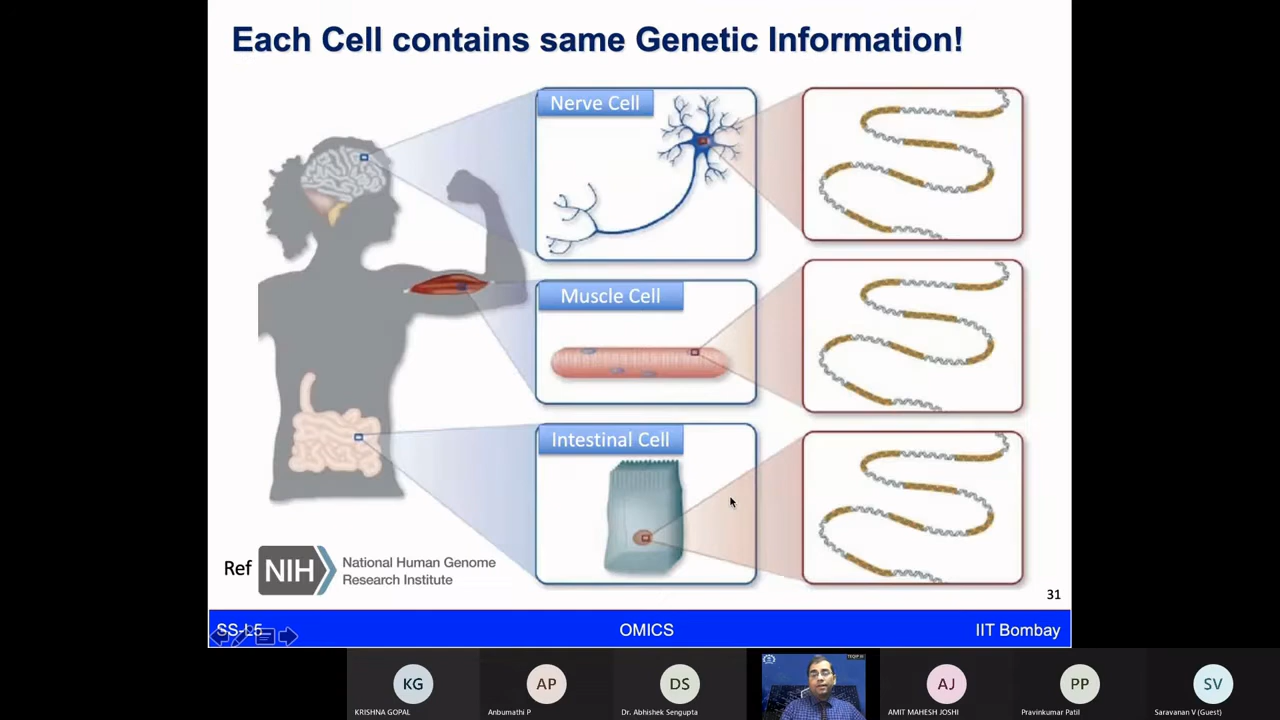 Each Cell contains same Genetic Information!
Nerve Cell
Muscle Cell
Intestinal Cell
Ref
NIH
National Human Genome
Research Institute
31
SS-L5
OMICS
IIT Bombay
KG
AP
DS
AJ
PP
SV
KRISHNA GOPAL
Anbumathi P
Dr. Abhishek Sengupta
AMIT MAHESH JOSHI
Pravinkumar Patil
Saravanan V (Guest)